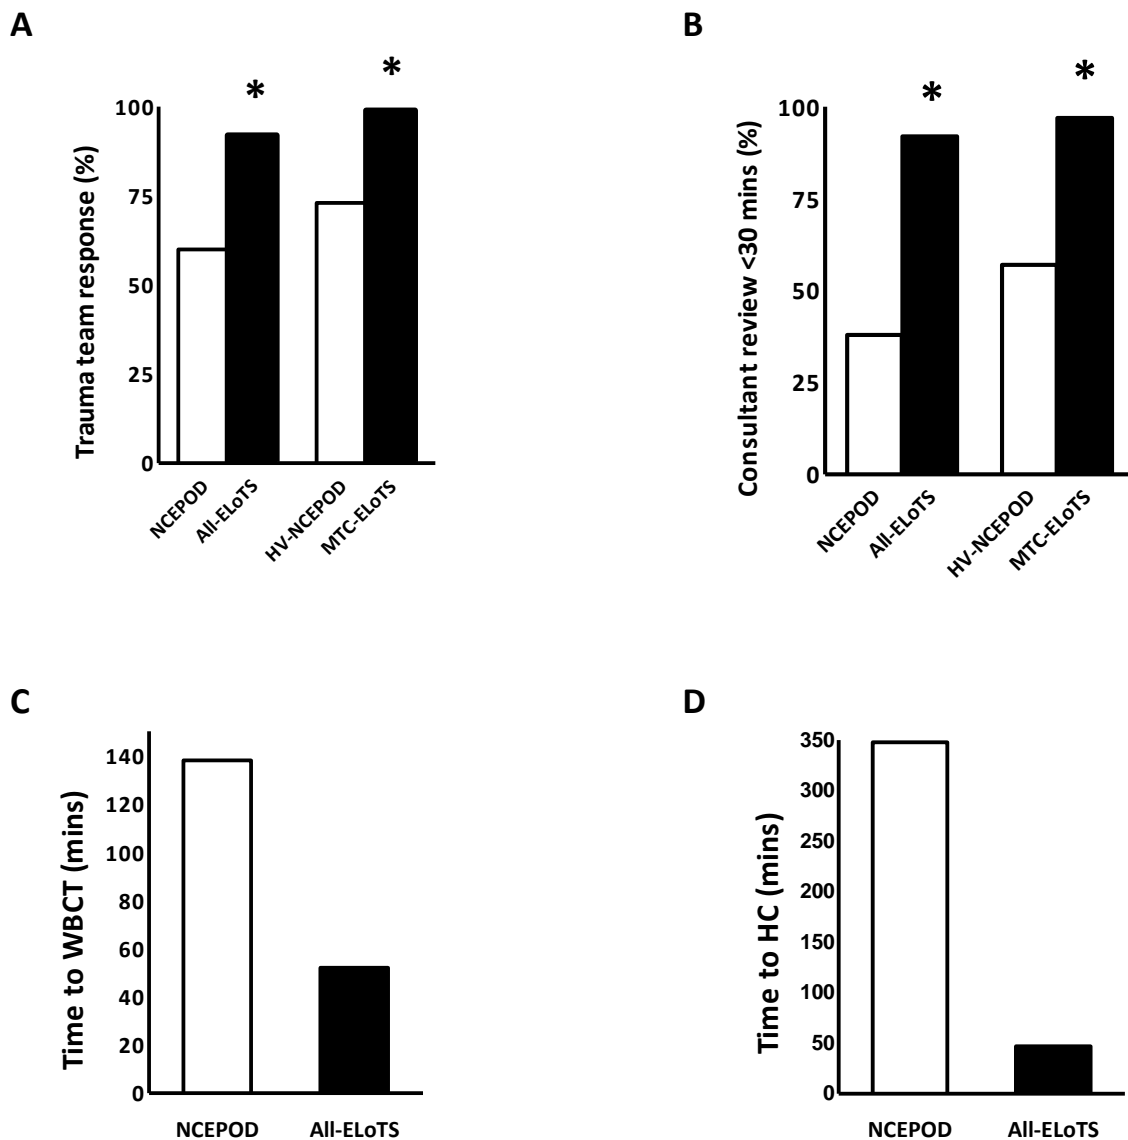 A
*
*
Trauma team response (%)
100
75
50
25
0
NCEPOD
All-ELoTS
HV-NCEPOD
MTC-ELoTS
B
*
*
Consultant review <30 mins (%)
100
75
50
25
0
NCEPOD
All-ELoTS
HV-NCEPOD
MTC-ELoTS
C
Time to WBCT (mins)
140
120
100
80
60
40
20
0
NCEPOD
All-ELoTS
D
Time to HC (mins)
350
300
250
200
150
100
50
0
NCEPOD
All-ELoTS